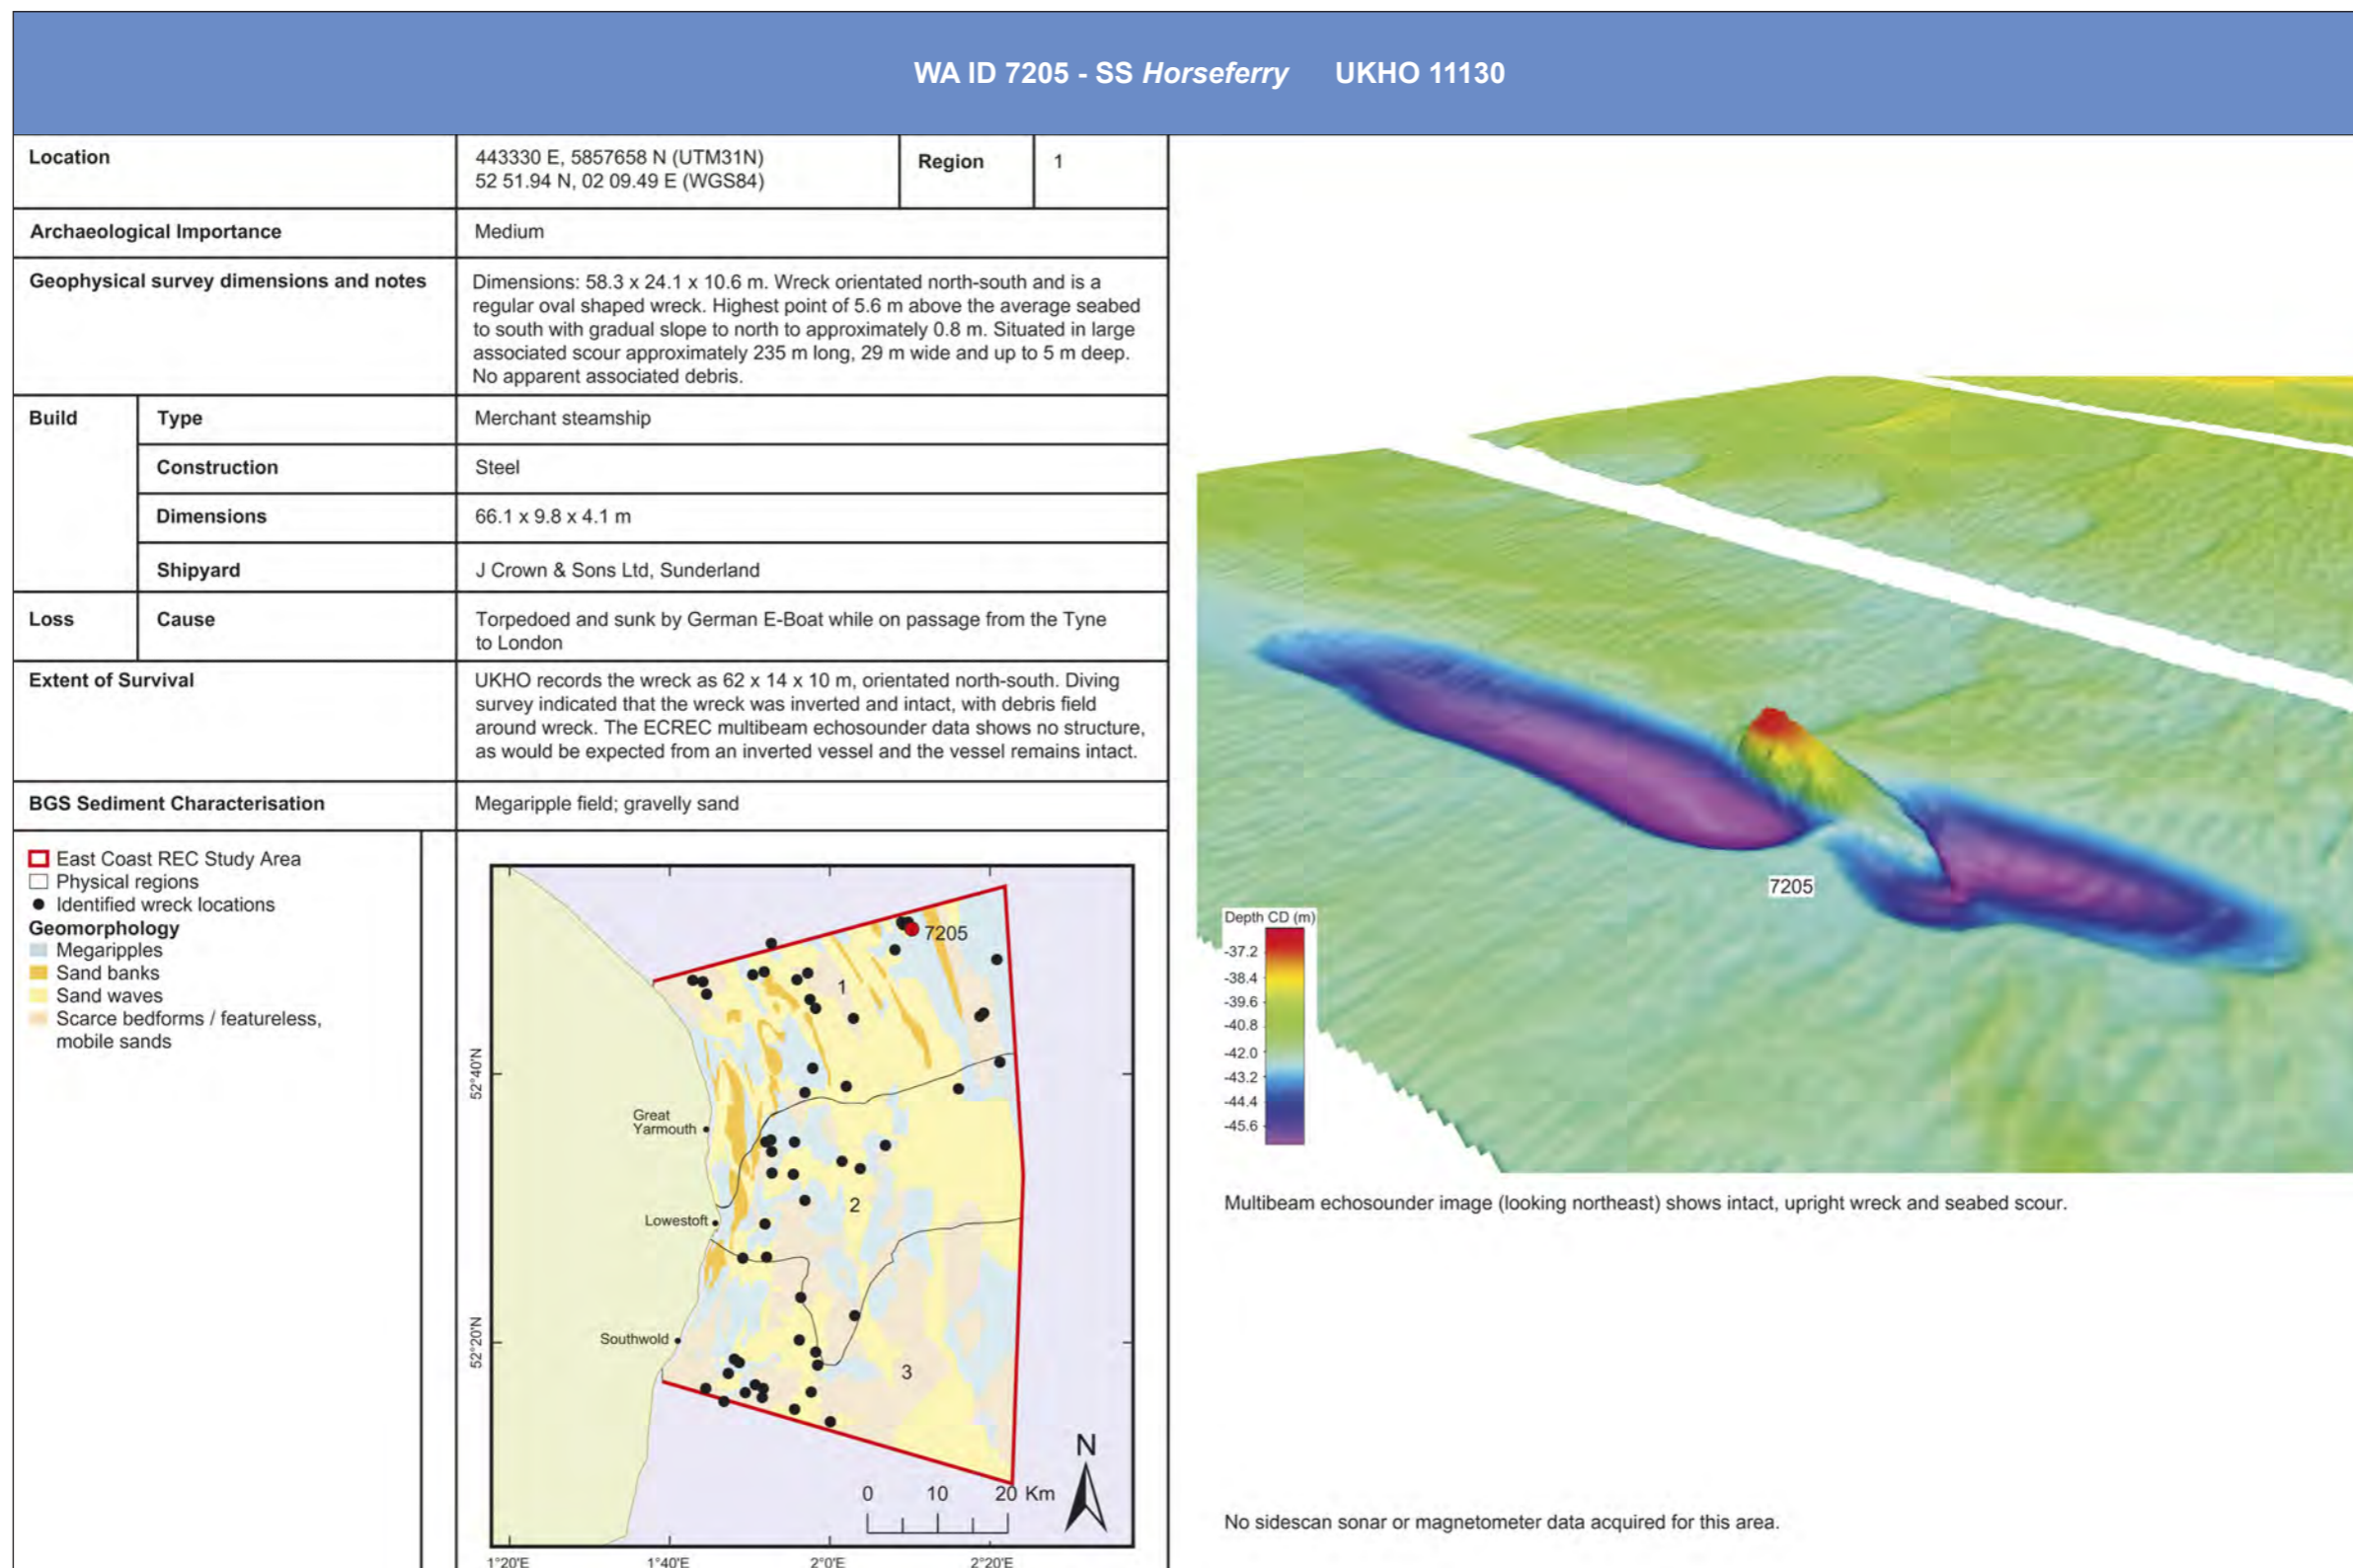 WA ID 7205 - SS Horseferry UKHO 11130
Location
443330 E, 5857658 N (UTM31N)
52 51.94 N, 02 09.49 E (WGS84)
Region
1
Archaeological Importance
Medium
Geophysical survey dimensions and notes
Dimensions: 58.3 x 24.1 x 10.6 m. Wreck orientated north-south and is a
regular oval shaped wreck. Highest point of 5.6 m above the average seabed
to south with gradual slope to north to approximately 0.8 m. Situated in large
associated scour approximately 235 m long, 29 m wide and up to 5 m deep.
No apparent associated debris.
Build
Type
Merchant steamship
Construction
Steel
Dimensions
66.1 x 9.8 x 4.1 m
Shipyard
J Crown & Sons Ltd, Sunderland
Loss
Cause
Torpedoed and sunk by German E-Boat while on passage from the Tyne
to London
Extent of Survival
UKHO records the wreck as 62 x 14 x 10 m, orientated north-south. Diving
survey indicated that the wreck was inverted and intact, with debris field
around wreck. The ECREC multibeam echosounder data shows no structure,
as would be expected from an inverted vessel and the vessel remains intact.
BGS Sediment Characterisation
Megaripple field; gravelly sand
East Coast REC Study Area
Physical regions
Identified wreck locations
Geomorphology
Megaripples
Sand banks
Sand waves
Scarce bedforms / featureless,
mobile sands
7205
1
52°40'N
Great
Yarmouth
2
Lowestoft
52°20'N
Southwold
3
N
0 10 20 Km
1°20'E 1°40'E 2°0'E 2°20'E
7205
Depth CD (m)
-37.2
-38.4
-39.6
-40.8
-42.0
-43.2
-44.4
-45.6
Multibeam echosounder image (looking northeast) shows intact, upright wreck and seabed scour.
No sidescan sonar or magnetometer data acquired for this area.